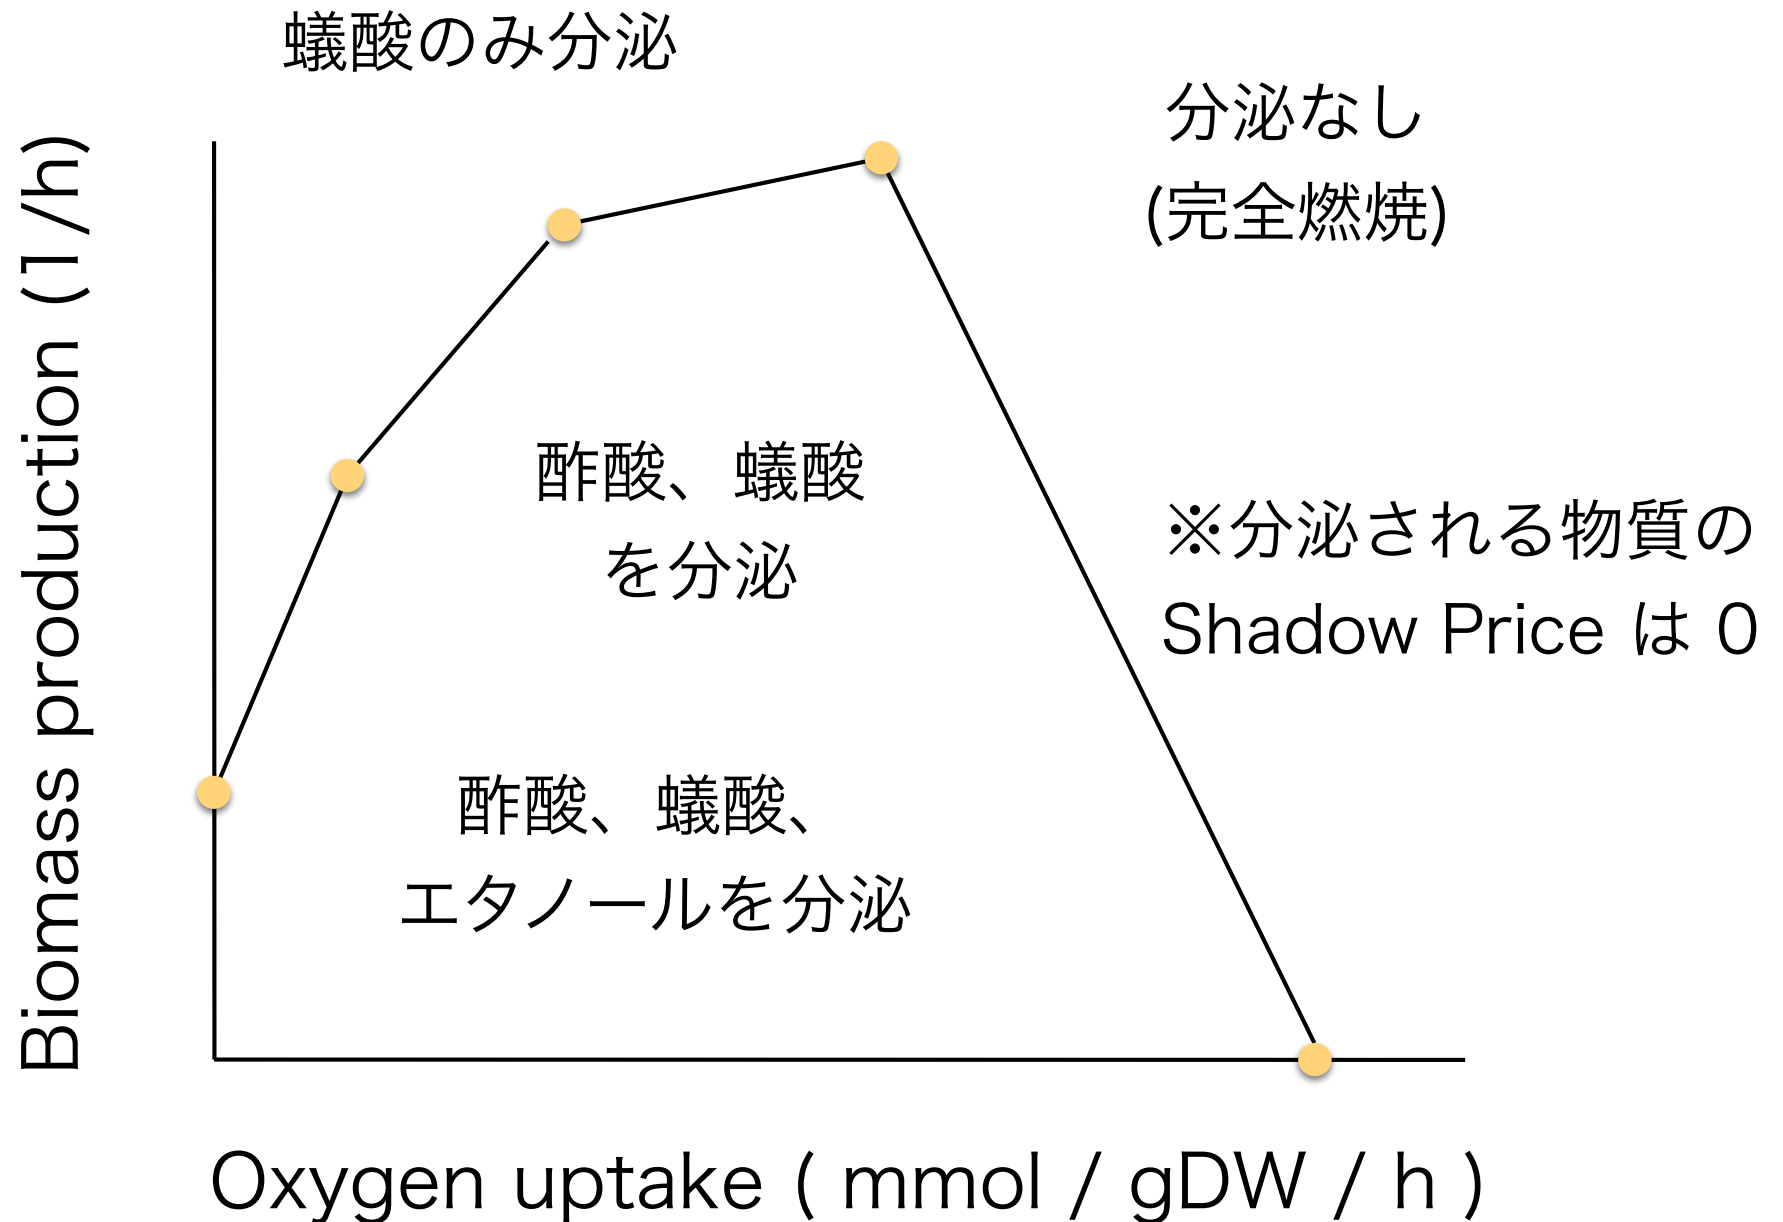 蟻酸のみ分泌
分泌なし
(完全燃焼)
Biomass production (1/h)
酢酸、蟻酸
を分泌
※分泌される物質の
Shadow Price は 0
酢酸、蟻酸、
エタノールを分泌
Oxygen uptake ( mmol / gDW / h )